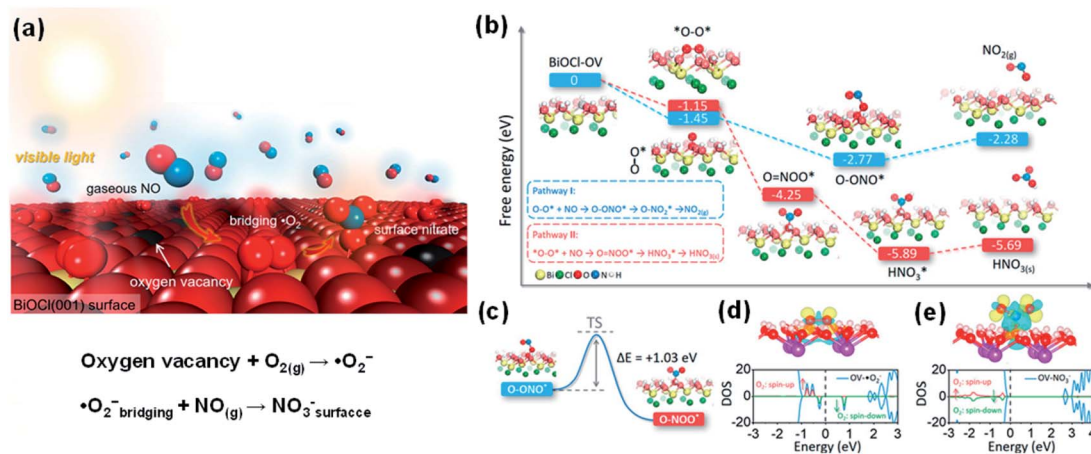 (a)
visible light
gaseous NO
bridging •O₂⁻
surface nitrate
oxygen vacancy
BiOCl(001) surface
Oxygen vacancy + O₂₍g₎ → •O₂⁻
•O₂⁻bridging + NO(g) → NO₃⁻surfacce
(b)
Free energy (eV)
BiOCl-OV
0
*O-O*
-1.15
-1.45
O-O*
O=NOO*
-4.25
-2.77
O-ONO*
NO₂(g)
-2.28
-5.89
HNO₃*
-5.69
HNO₃(s)
Pathway I:
O-O* + NO → O-ONO* → O-NO₂* → NO₂(g)
Pathway II:
*O-O* + NO → O=NOO* → HNO₃* → HNO₃(s)
Bi Cl O N H
(c)
TS
ΔE = +1.03 eV
O-ONO*
O-NOO*
(d)
DOS
20
0
-20
O₂: spin-up
OV-•O₂⁻
O₂: spin-down
-3 -2 -1 0 1 2 3
Energy (eV)
(e)
DOS
20
0
-20
O₂: spin-up
OV-NO₃⁻
O₂: spin-down
-3 -2 -1 0 1 2 3 4
Energy (eV)